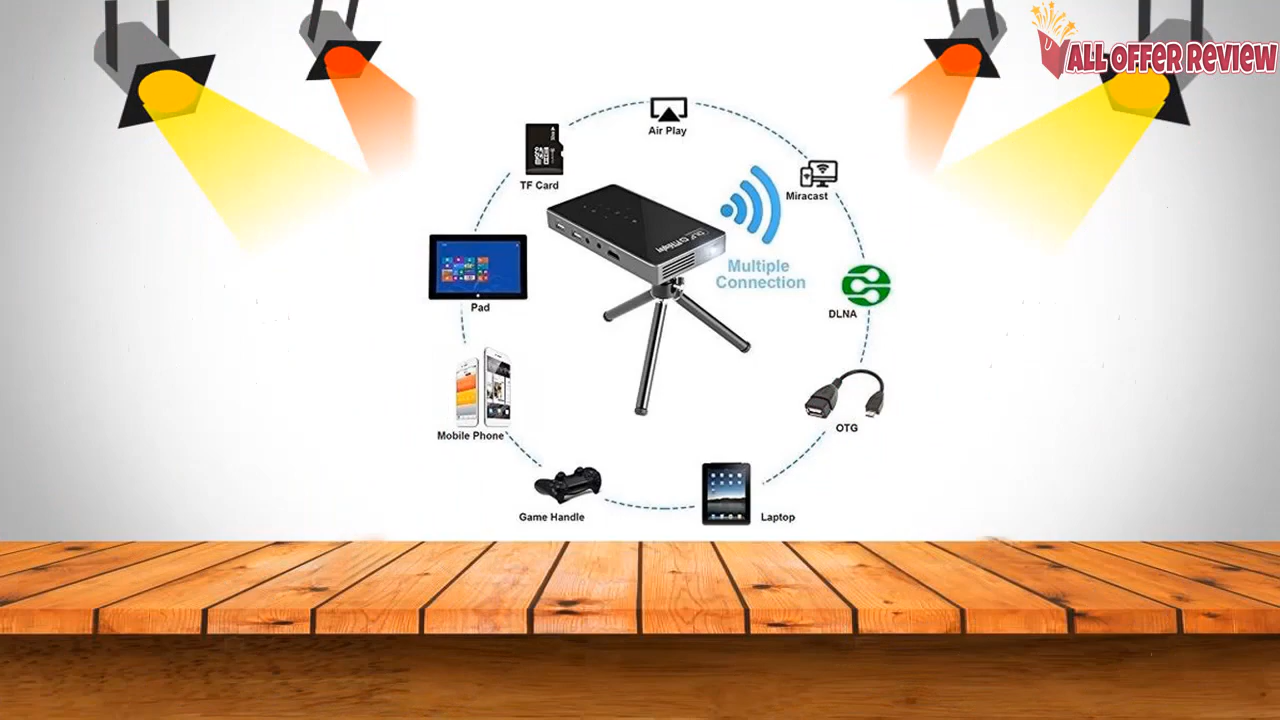 ALL OFFER REVIEW
Air Play
TF Card
Miracast
Multiple
Connection
Pad
DLNA
Mobile Phone
OTG
Game Handle
Laptop